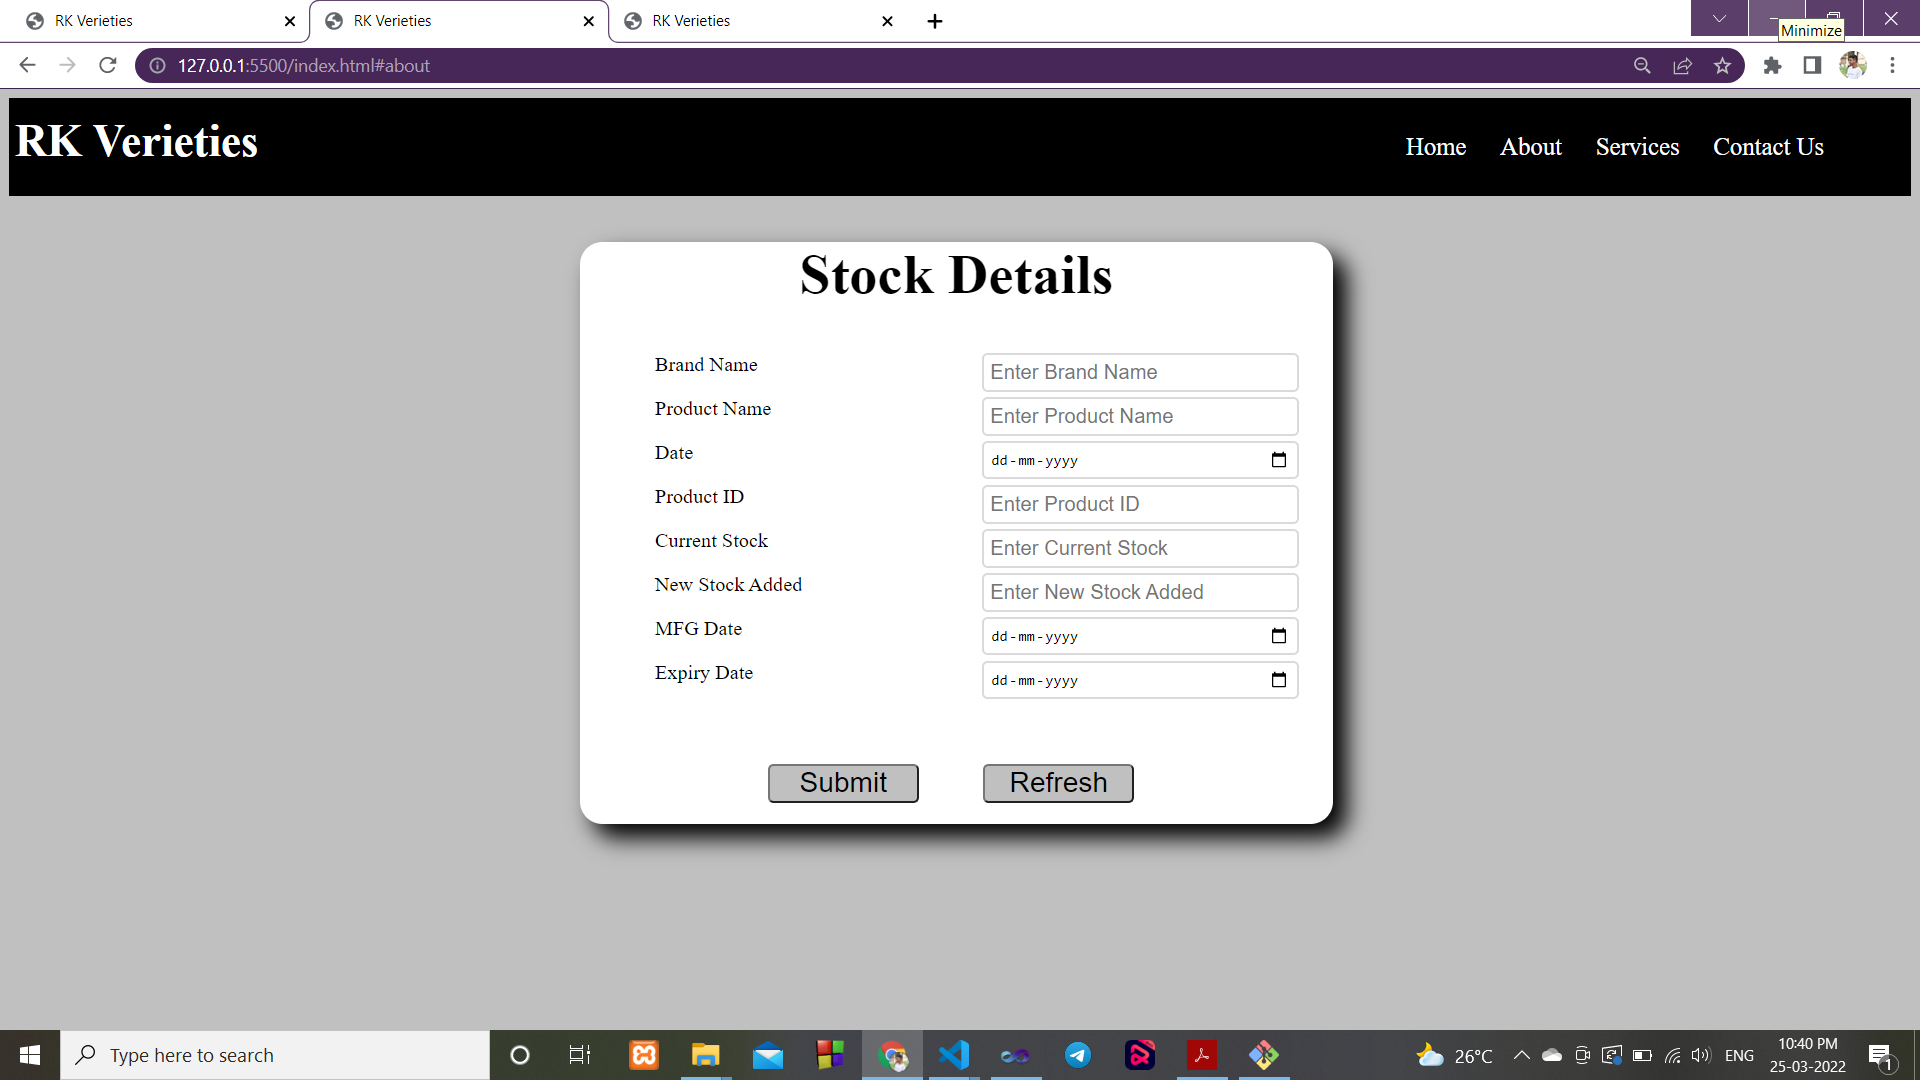 RK Verieties
RK Verieties
RK Verieties
Minimize
127.0.0.1:5500/index.html#about
RK Verieties
Home About Services Contact Us
Stock Details
Brand Name Enter Brand Name
Product Name Enter Product Name
Date dd-mm-yyyy
Product ID Enter Product ID
Current Stock Enter Current Stock
New Stock Added Enter New Stock Added
MFG Date dd-mm-yyyy
Expiry Date dd-mm-yyyy
Submit Refresh
Type here to search
26°C
ENG
10:40 PM
25-03-2022
1